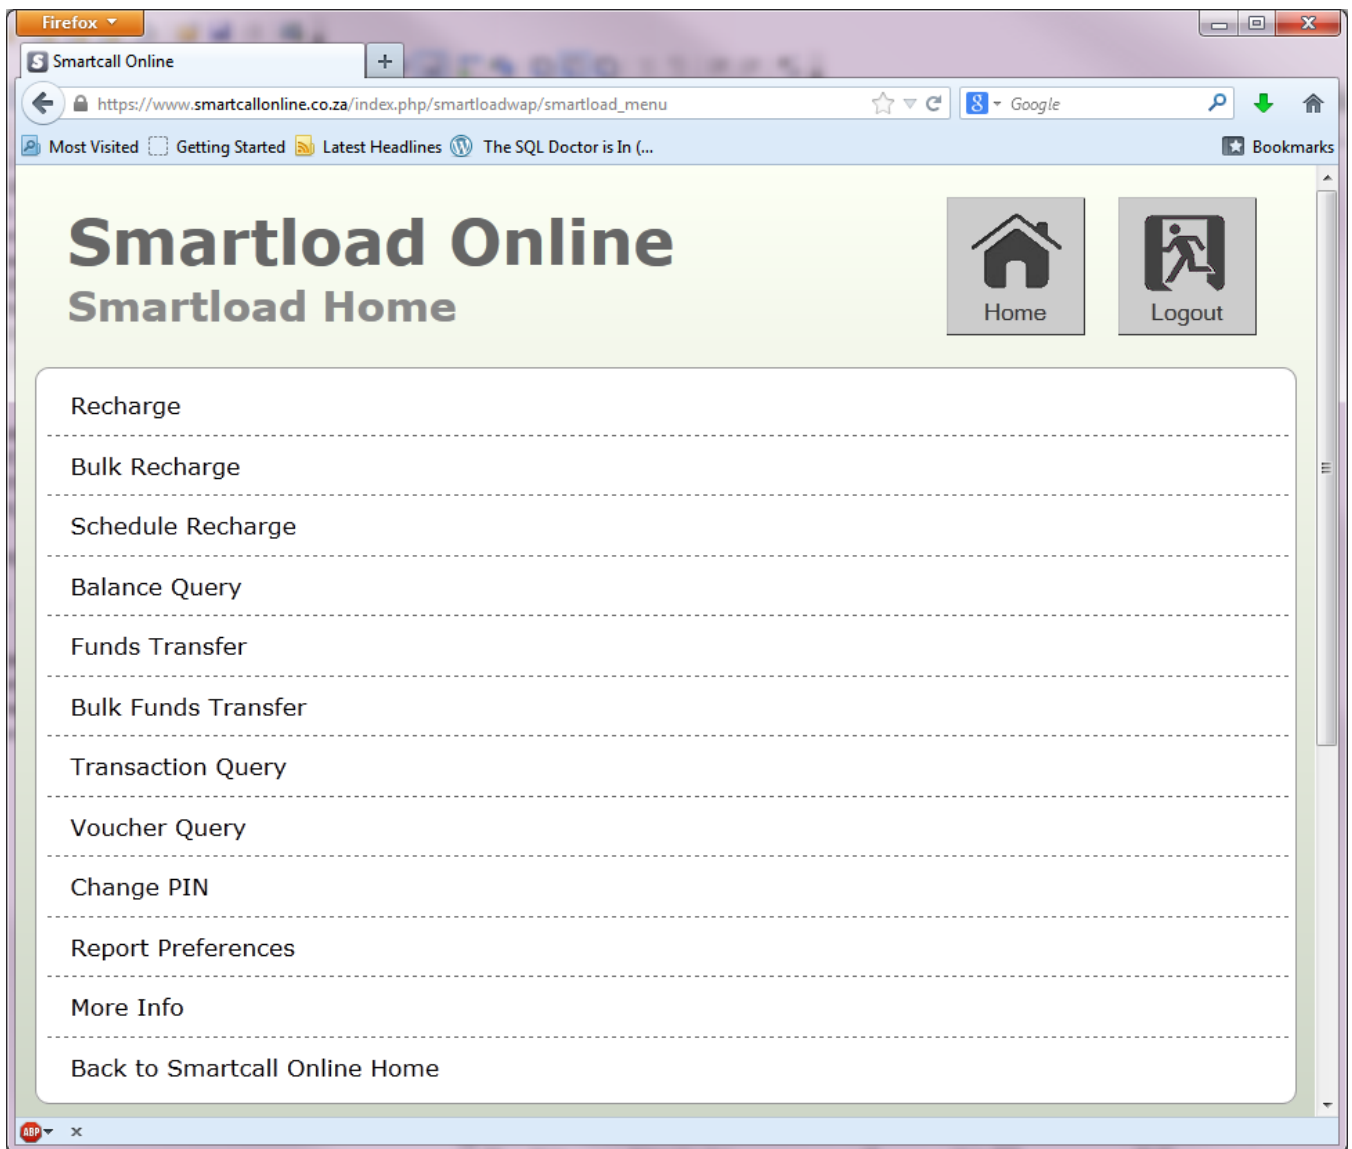 Firefox
Smartcall Online
https://www.smartcallonline.co.za/index.php/smartloadwap/smartload_menu
Google
Most Visited Getting Started Latest Headlines The SQL Doctor is In (... Bookmarks
Smartload Online
Smartload Home
Home
Logout
Recharge
Bulk Recharge
Schedule Recharge
Balance Query
Funds Transfer
Bulk Funds Transfer
Transaction Query
Voucher Query
Change PIN
Report Preferences
More Info
Back to Smartcall Online Home
ABP